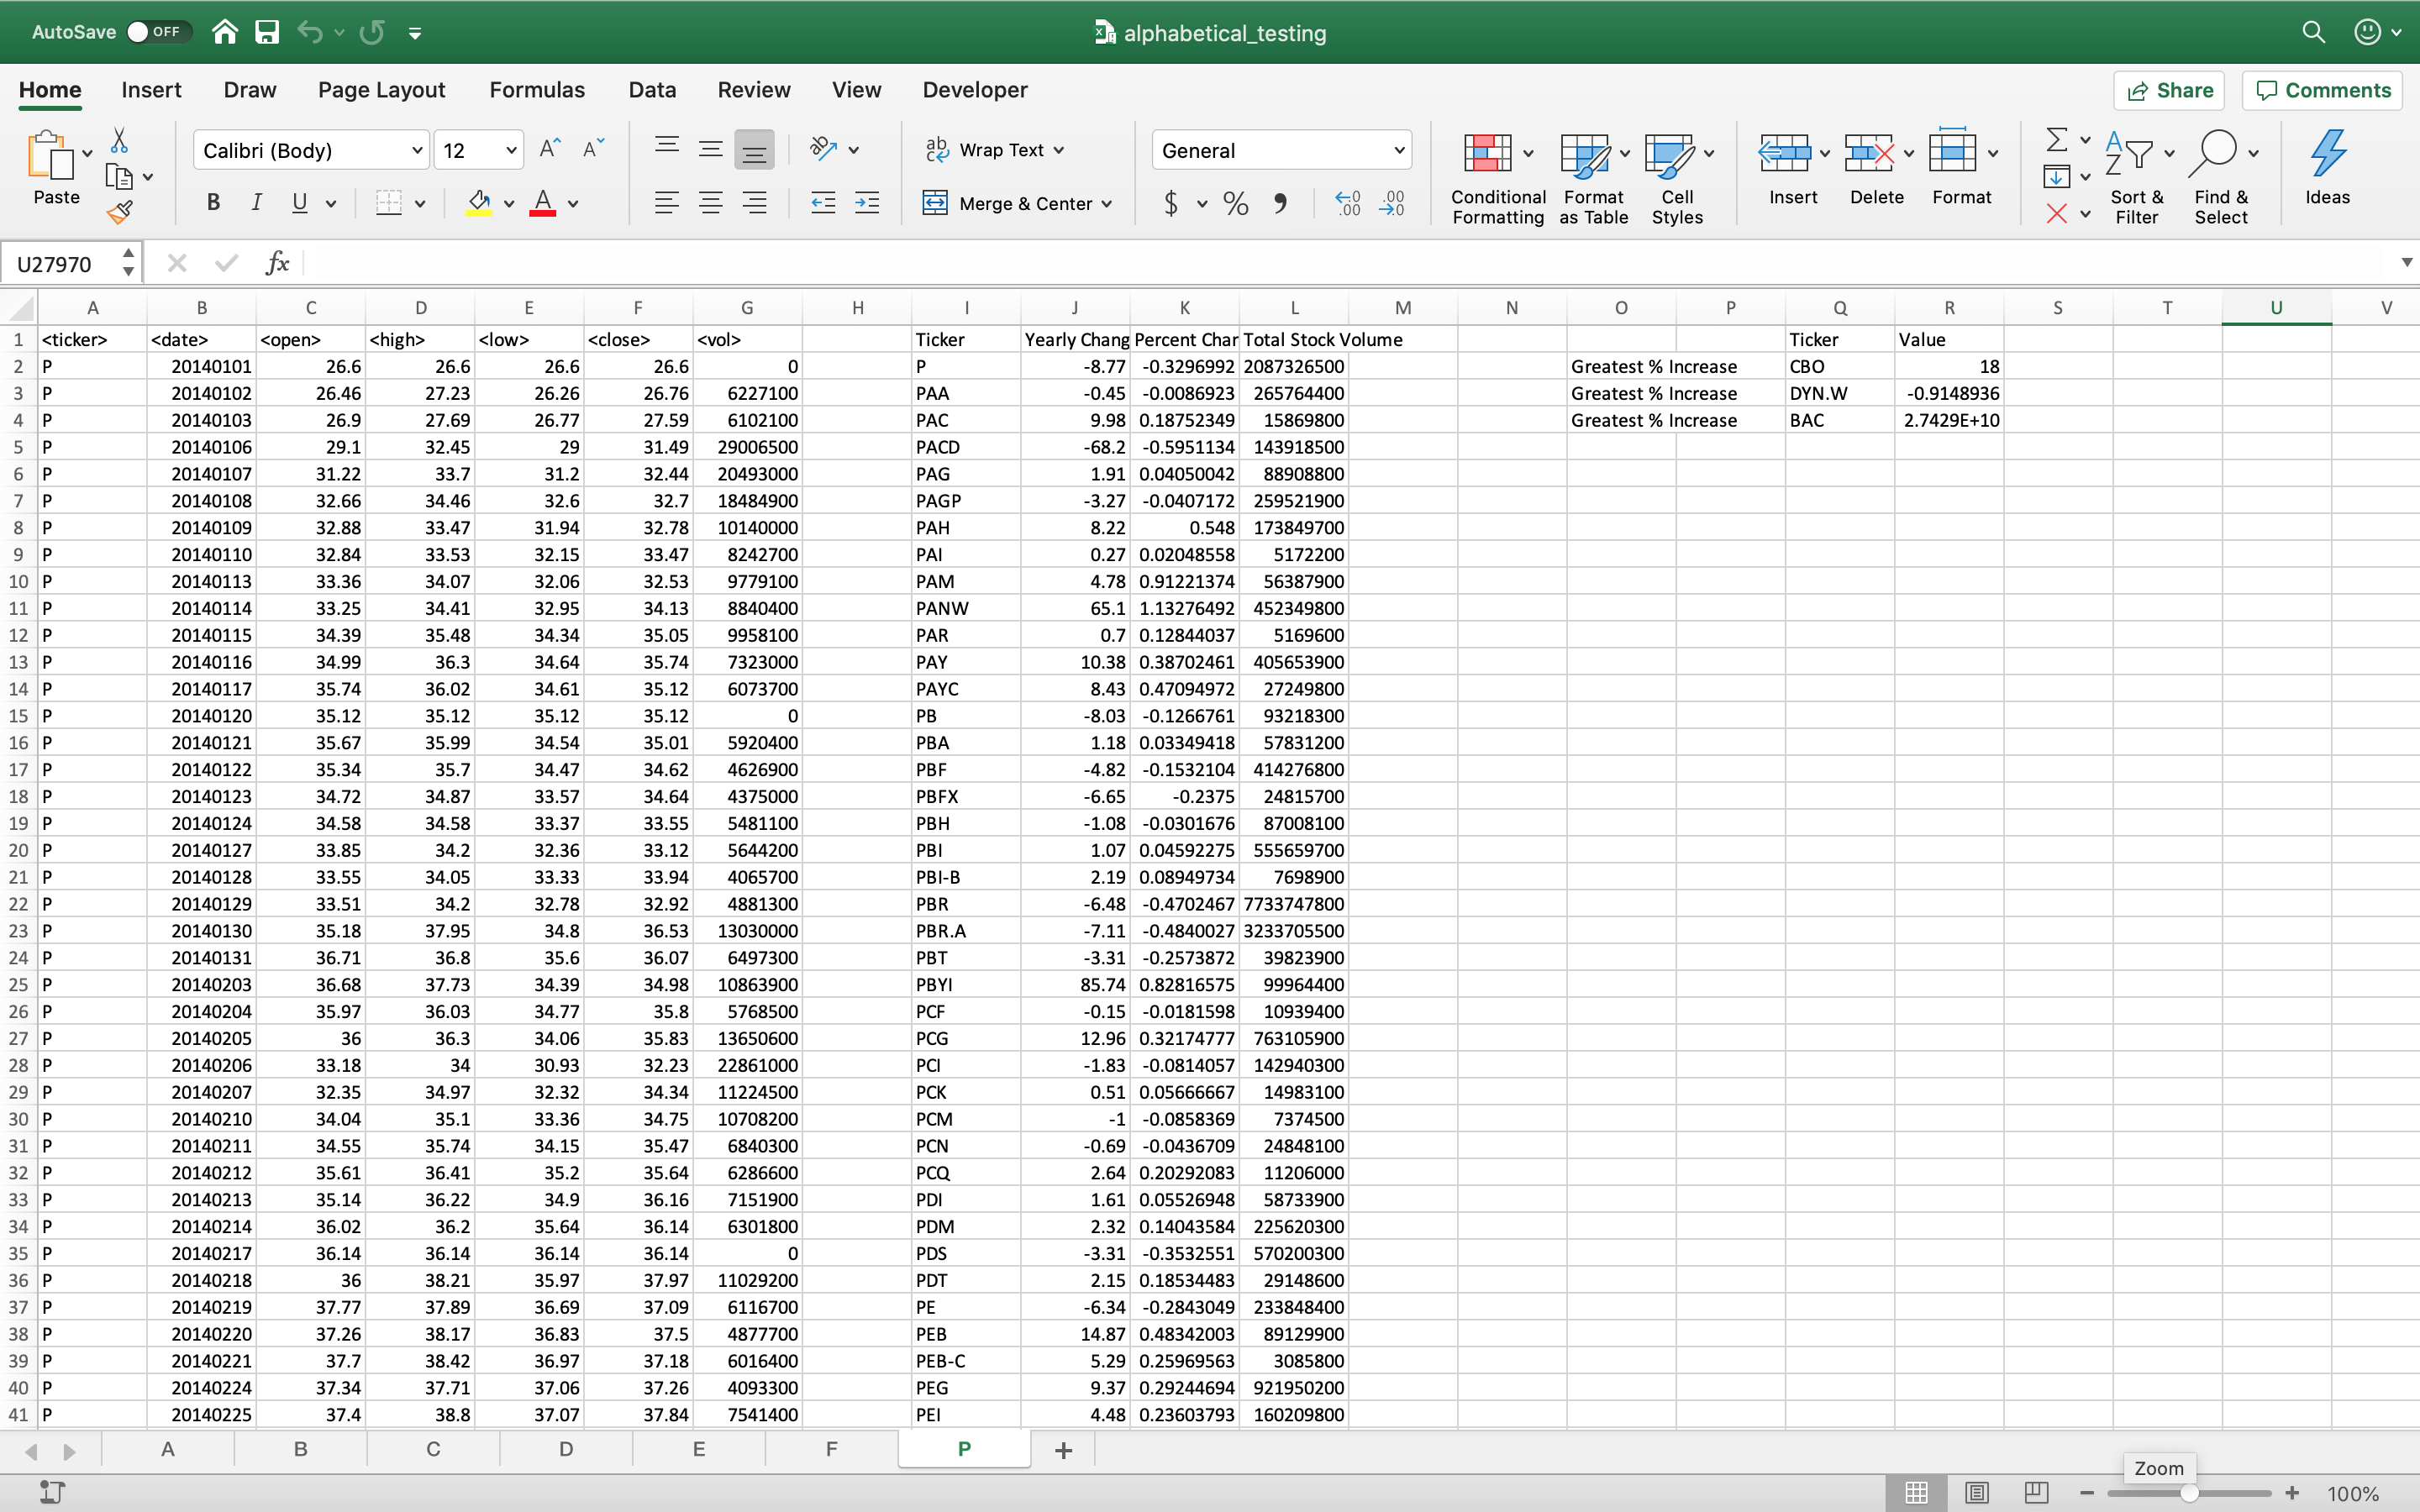 AutoSave OFF alphabetical_testing
Home Insert Draw Page Layout Formulas Data Review View Developer Share Comments
Paste Calibri (Body) 12 A A Wrap Text General Conditional Formatting Format as Table Cell Styles Insert Delete Format Sort & Filter Find & Select Ideas
B I U A Merge & Center $ %
U27970 fx
A B C D E F G H I J K L M N O P Q R S T U V
1 <ticker> <date> <open> <high> <low> <close> <vol> Ticker Yearly Chang Percent Char Total Stock Volume Ticker Value
2 P 20140101 26.6 26.6 26.6 26.6 0 P -8.77 -0.3296992 2087326500 Greatest % Increase CBO 18
3 P 20140102 26.46 27.23 26.26 26.76 6227100 PAA -0.45 -0.0086923 265764400 Greatest % Increase DYN.W -0.9148936
4 P 20140103 26.9 27.69 26.77 27.59 6102100 PAC 9.98 0.18752349 15869800 Greatest % Increase BAC 2.7429E+10
5 P 20140106 29.1 32.45 29 31.49 29006500 PACD -68.2 -0.5951134 143918500
6 P 20140107 31.22 33.7 31.2 32.44 20493000 PAG 1.91 0.04050042 88908800
7 P 20140108 32.66 34.46 32.6 32.7 18484900 PAGP -3.27 -0.0407172 259521900
8 P 20140109 32.88 33.47 31.94 32.78 10140000 PAH 8.22 0.548 173849700
9 P 20140110 32.84 33.53 32.15 33.47 8242700 PAI 0.27 0.02048558 5172200
10 P 20140113 33.36 34.07 32.06 32.53 9779100 PAM 4.78 0.91221374 56387900
11 P 20140114 33.25 34.41 32.95 34.13 8840400 PANW 65.1 1.13276492 452349800
12 P 20140115 34.39 35.48 34.34 35.05 9958100 PAR 0.7 0.12844037 5169600
13 P 20140116 34.99 36.3 34.64 35.74 7323000 PAY 10.38 0.38702461 405653900
14 P 20140117 35.74 36.02 34.61 35.12 6073700 PAYC 8.43 0.47094972 27249800
15 P 20140120 35.12 35.12 35.12 35.12 0 PB -8.03 -0.1266761 93218300
16 P 20140121 35.67 35.99 34.54 35.01 5920400 PBA 1.18 0.03349418 57831200
17 P 20140122 35.34 35.7 34.47 34.62 4626900 PBF -4.82 -0.1532104 414276800
18 P 20140123 34.72 34.87 33.57 34.64 4375000 PBFX -6.65 -0.2375 24815700
19 P 20140124 34.58 34.58 33.37 33.55 5481100 PBH -1.08 -0.0301676 87008100
20 P 20140127 33.85 34.2 32.36 33.12 5644200 PBI 1.07 0.04592275 555659700
21 P 20140128 33.55 34.05 33.33 33.94 4065700 PBI-B 2.19 0.08949734 7698900
22 P 20140129 33.51 34.2 32.78 32.92 4881300 PBR -6.48 -0.4702467 7733747800
23 P 20140130 35.18 37.95 34.8 36.53 13030000 PBR.A -7.11 -0.4840027 3233705500
24 P 20140131 36.71 36.8 35.6 36.07 6497300 PBT -3.31 -0.2573872 39823900
25 P 20140203 36.68 37.73 34.39 34.98 10863900 PBYI 85.74 0.82816575 99964400
26 P 20140204 35.97 36.03 34.77 35.8 5768500 PCF -0.15 -0.0181598 10939400
27 P 20140205 36 36.3 34.06 35.83 13650600 PCG 12.96 0.32174777 763105900
28 P 20140206 33.18 34 30.93 32.23 22861000 PCI -1.83 -0.0814057 142940300
29 P 20140207 32.35 34.97 32.32 34.34 11224500 PCK 0.51 0.05666667 14983100
30 P 20140210 34.04 35.1 33.36 34.75 10708200 PCM -1 -0.0858369 7374500
31 P 20140211 34.55 35.74 34.15 35.47 6840300 PCN -0.69 -0.0436709 24848100
32 P 20140212 35.61 36.41 35.2 35.64 6286600 PCQ 2.64 0.20292083 11206000
33 P 20140213 35.14 36.22 34.9 36.16 7151900 PDI 1.61 0.05526948 58733900
34 P 20140214 36.02 36.2 35.64 36.14 6301800 PDM 2.32 0.14043584 225620300
35 P 20140217 36.14 36.14 36.14 36.14 0 PDS -3.31 -0.3532551 570200300
36 P 20140218 36 38.21 35.97 37.97 11029200 PDT 2.15 0.18534483 29148600
37 P 20140219 37.77 37.89 36.69 37.09 6116700 PE -6.34 -0.2843049 233848400
38 P 20140220 37.26 38.17 36.83 37.5 4877700 PEB 14.87 0.48342003 89129900
39 P 20140221 37.7 38.42 36.97 37.18 6016400 PEB-C 5.29 0.25969563 3085800
40 P 20140224 37.34 37.71 37.06 37.26 4093300 PEG 9.37 0.29244694 921950200
41 P 20140225 37.4 38.8 37.07 37.84 7541400 PEI 4.48 0.23603793 160209800
A B C D E F P +
Zoom
100%